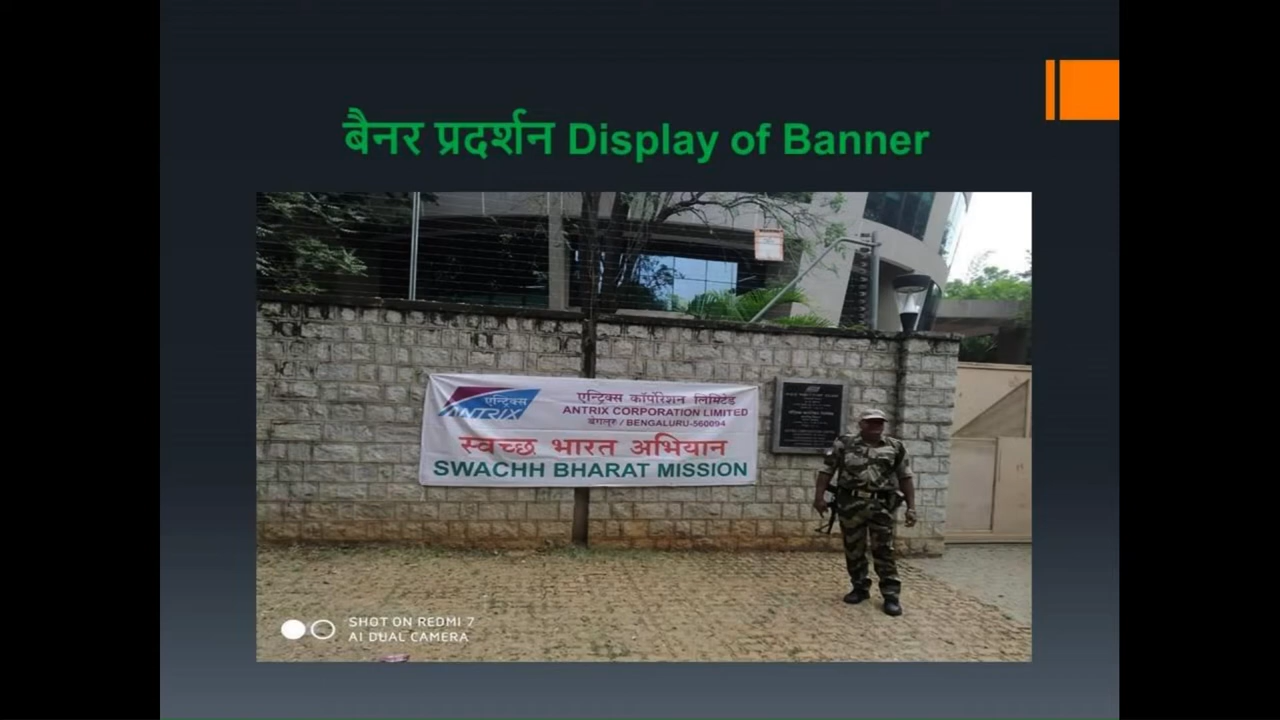 बैनर प्रदर्शन Display of Banner
एन्ट्रिक्स
ANTRIX
एन्ट्रिक्स कॉर्पोरेशन लिमिटेड
ANTRIX CORPORATION LIMITED
बेंगलूरु / BENGALURU-560094
स्वच्छ भारत अभियान
SWACHH BHARAT MISSION
SHOT ON REDMI 7
AI DUAL CAMERA